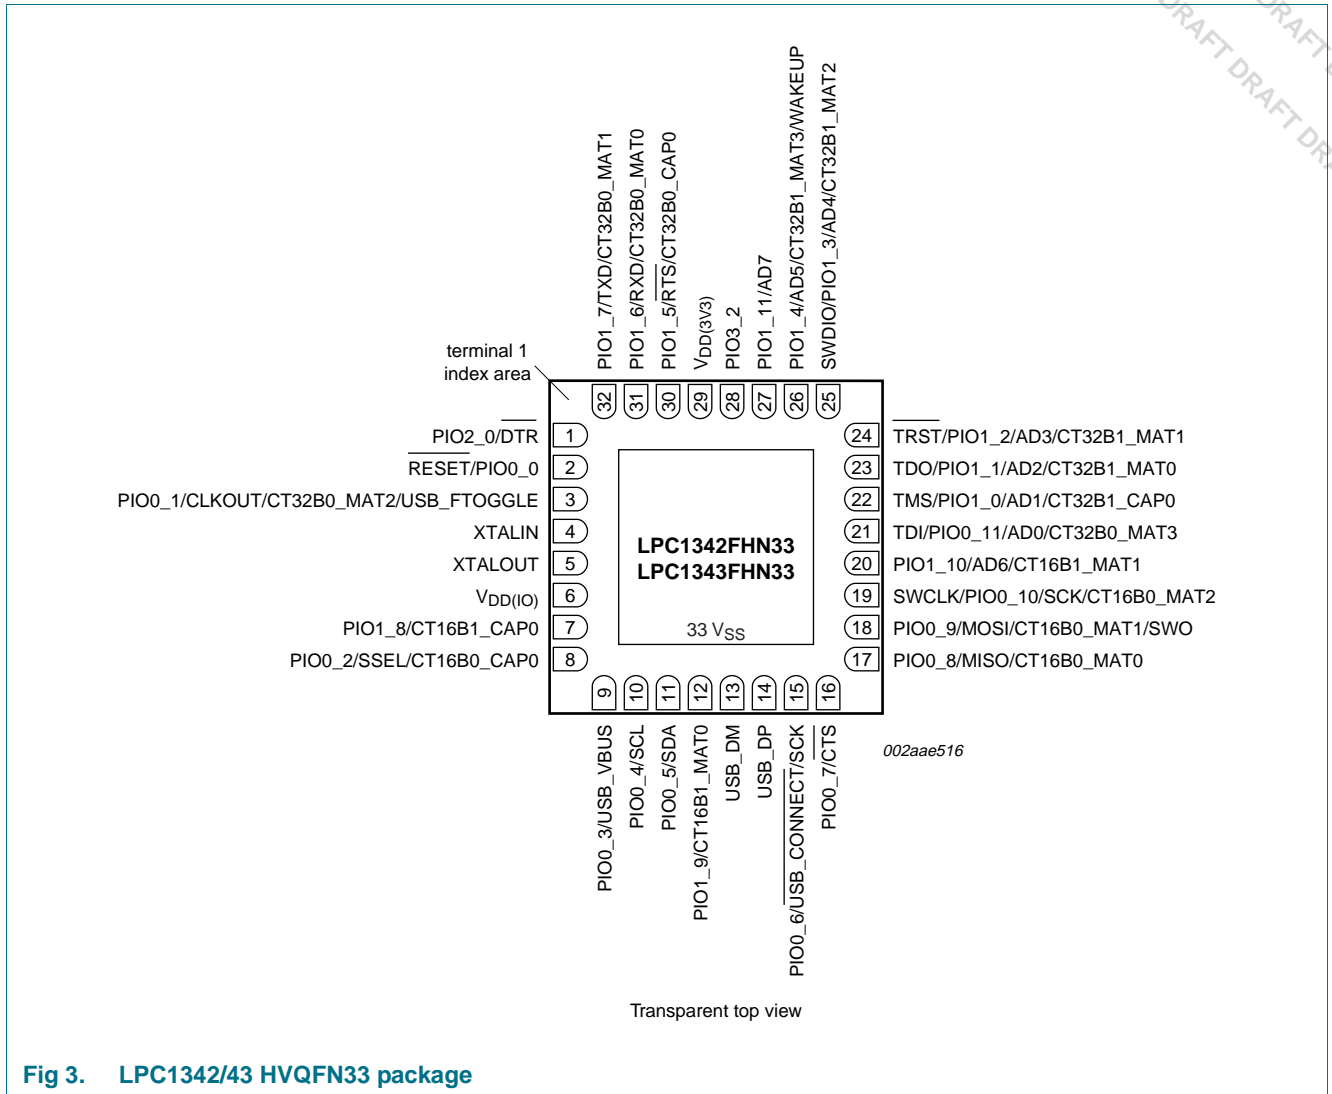 DRAFT DRAFT DRAFT DRA
DRAFT DRAFT
PIO1_7/TXD/CT32B0_MAT1
PIO1_6/RXD/CT32B0_MAT0
PIO1_5/RTS/CT32B0_CAP0
VDD(3V3)
PIO3_2
PIO1_11/AD7
PIO1_4/AD5/CT32B1_MAT3/WAKEUP
SWDIO/PIO1_3/AD4/CT32B1_MAT2
terminal 1
index area
32 31 30 29 28 27 26 25
PIO2_0/DTR 1
RESET/PIO0_0 2
PIO0_1/CLKOUT/CT32B0_MAT2/USB_FTOGGLE 3
XTALIN 4
XTALOUT 5
VDD(IO) 6
PIO1_8/CT16B1_CAP0 7
PIO0_2/SSEL/CT16B0_CAP0 8
LPC1342FHN33
LPC1343FHN33
33 VSS
24 TRST/PIO1_2/AD3/CT32B1_MAT1
23 TDO/PIO1_1/AD2/CT32B1_MAT0
22 TMS/PIO1_0/AD1/CT32B1_CAP0
21 TDI/PIO0_11/AD0/CT32B0_MAT3
20 PIO1_10/AD6/CT16B1_MAT1
19 SWCLK/PIO0_10/SCK/CT16B0_MAT2
18 PIO0_9/MOSI/CT16B0_MAT1/SWO
17 PIO0_8/MISO/CT16B0_MAT0
9 10 11 12 13 14 15 16
PIO0_3/USB_VBUS
PIO0_4/SCL
PIO0_5/SDA
PIO1_9/CT16B1_MAT0
USB_DM
USB_DP
PIO0_6/USB_CONNECT/SCK
PIO0_7/CTS
002aae516
Transparent top view
Fig 3. LPC1342/43 HVQFN33 package